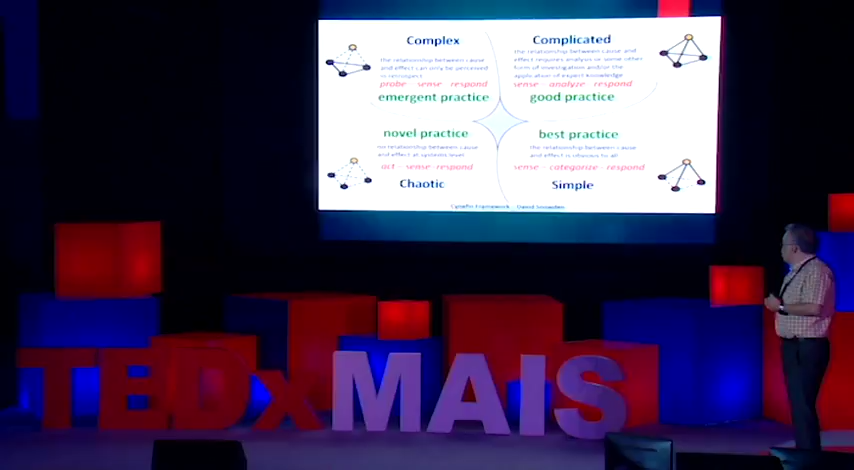 Complex
the relationship between cause
and effect can only be perceived
in retrospect
probe - sense - respond
emergent practice
Complicated
the relationship between cause and
effect requires analysis or some other
form of investigation and/or the
application of expert knowledge
sense - analyze - respond
good practice
novel practice
no relationship between cause
and effect at systems level
act - sense - respond
Chaotic
best practice
the relationship between cause
and effect is obvious to all
sense - categorize - respond
Simple
Cynefin Framework - David Snowden
TEDxMAIS